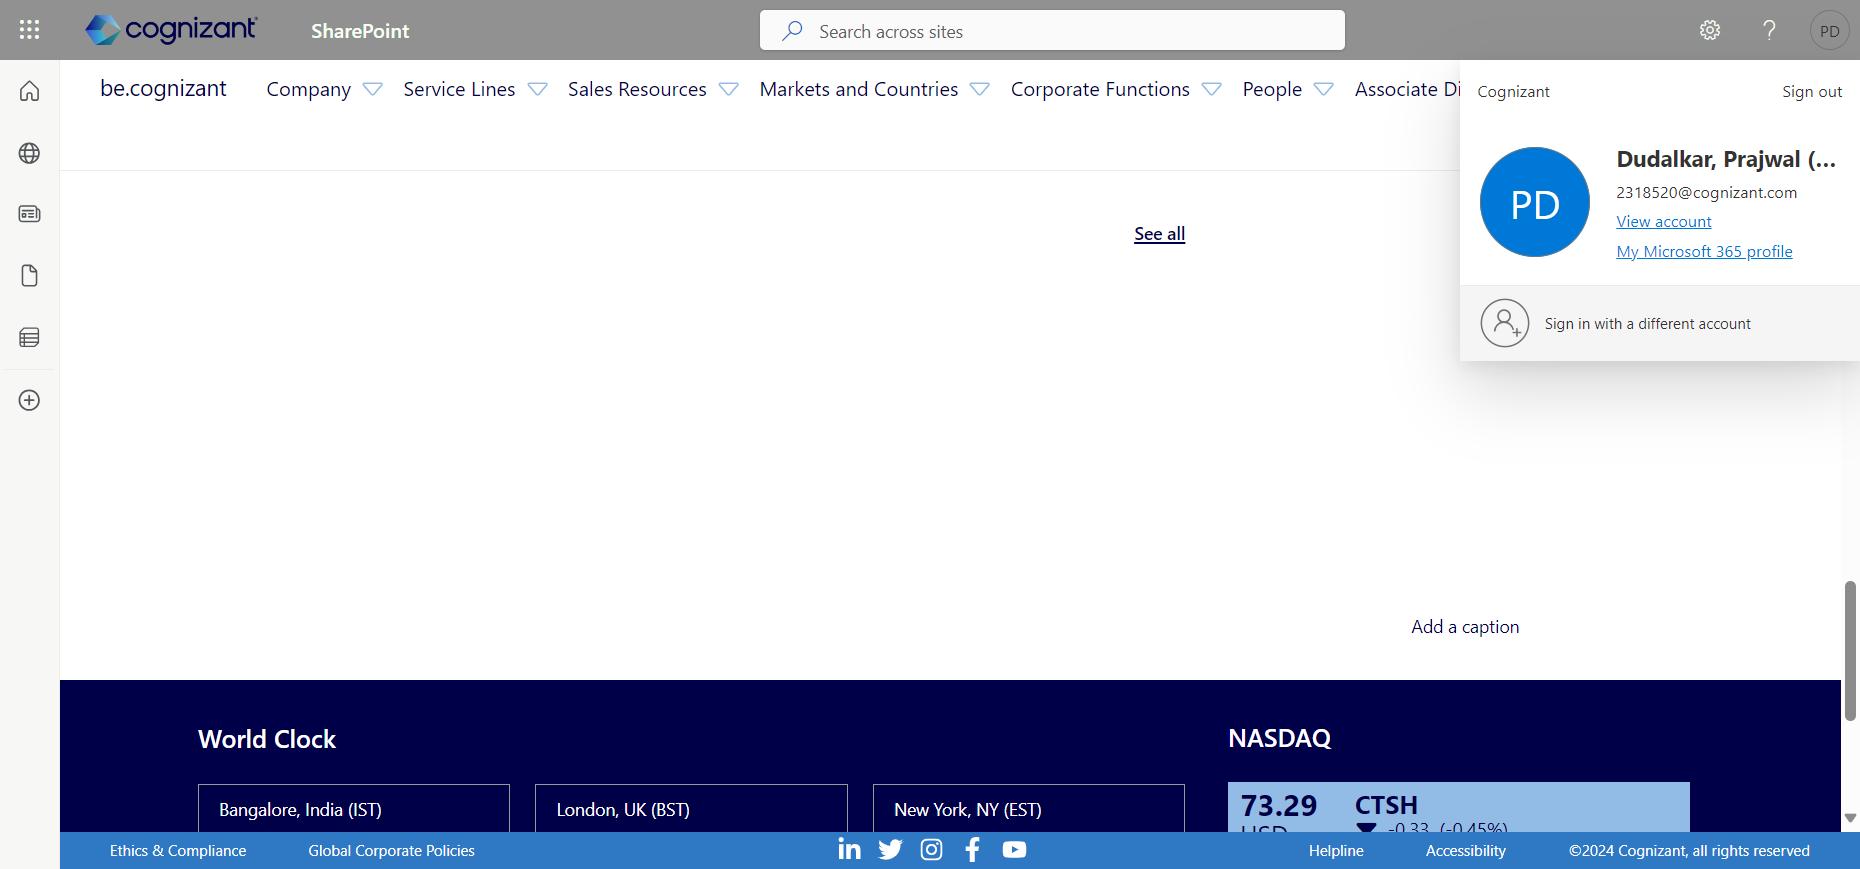 cognizant
SharePoint
Search across sites
?
PD
be.cognizant
Company
Service Lines
Sales Resources
Markets and Countries
Corporate Functions
People
Associate Di
Cognizant
Sign out
PD
Dudalkar, Prajwal (...
2318520@cognizant.com
View account
My Microsoft 365 profile
Sign in with a different account
See all
Add a caption
World Clock
NASDAQ
Bangalore, India (IST)
London, UK (BST)
New York, NY (EST)
73.29
CTSH
USD
-0.33 (-0.45%)
Ethics & Compliance
Global Corporate Policies
Helpline
Accessibility
©2024 Cognizant, all rights reserved